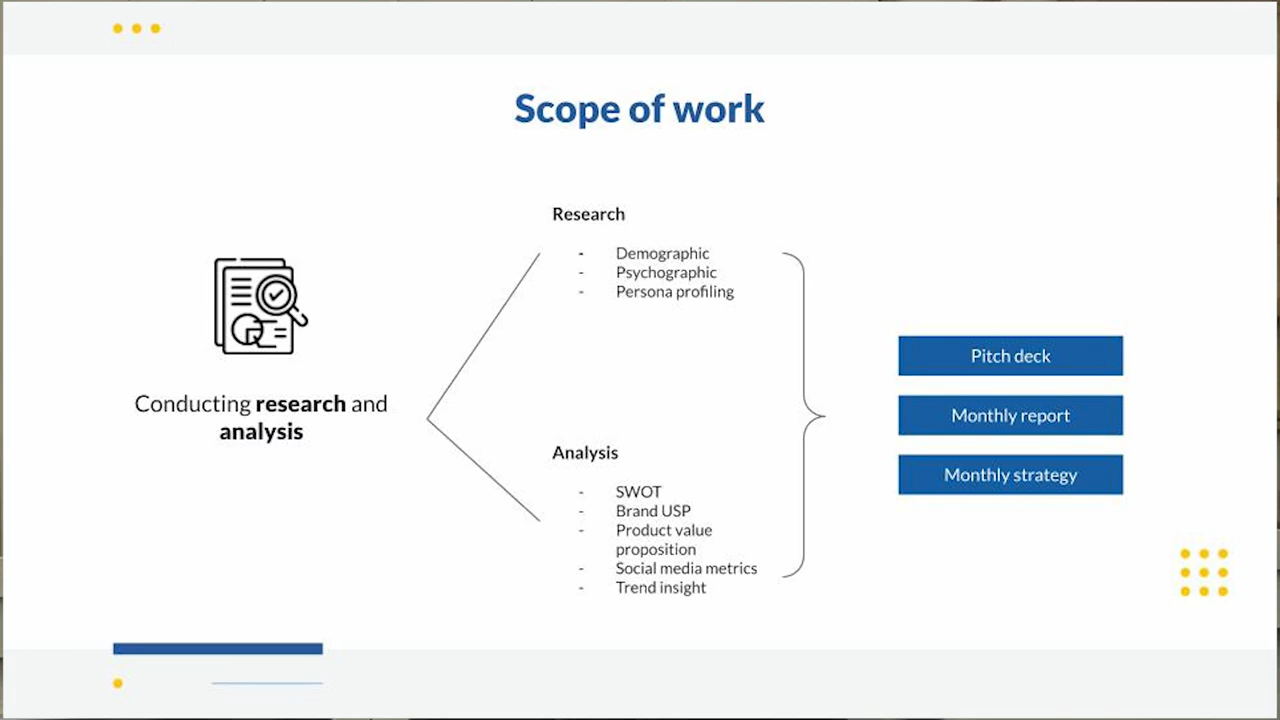 Scope of work
Conducting research and
analysis
Research
- Demographic
- Psychographic
- Persona profiling
Analysis
- SWOT
- Brand USP
- Product value
proposition
- Social media metrics
- Trend insight
Pitch deck
Monthly report
Monthly strategy